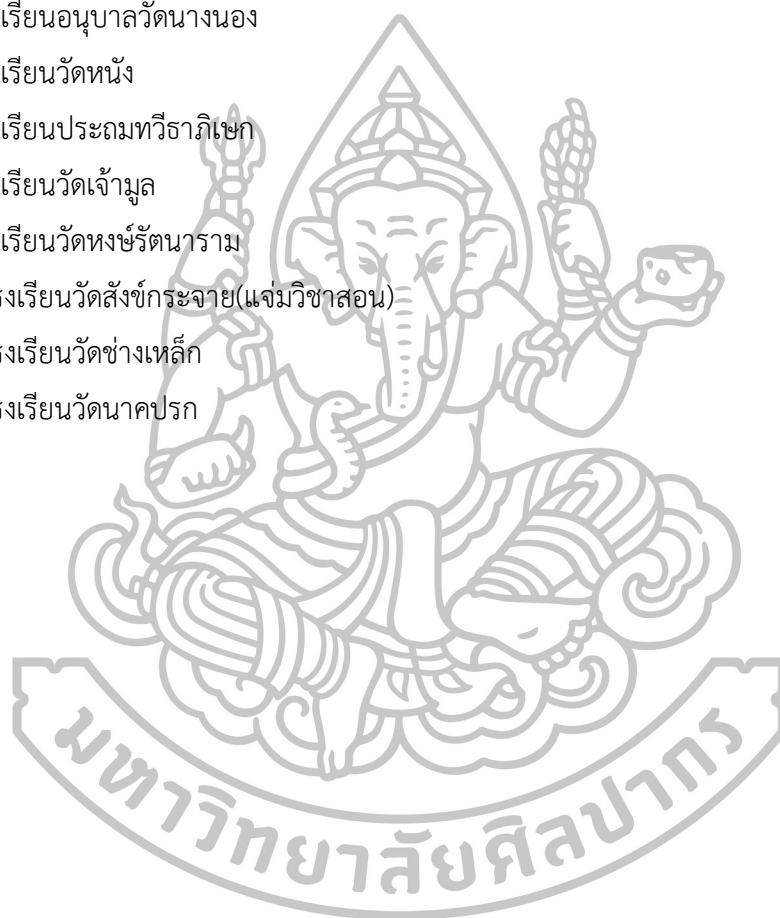 เรียนอนุบาลวัดนางนอง
เรียนวัดหนัง
เรียนประถมทวีธาภิเษก
เรียนวัดเจ้ามูล
เรียนวัดหงษ์รัตนาราม
งเรียนวัดสังข์กระจาย(แจ่มวิชาสอน)
งเรียนวัดช่างเหล็ก
งเรียนวัดนาคปรก
มหาวิทยาลัยศิลปากร